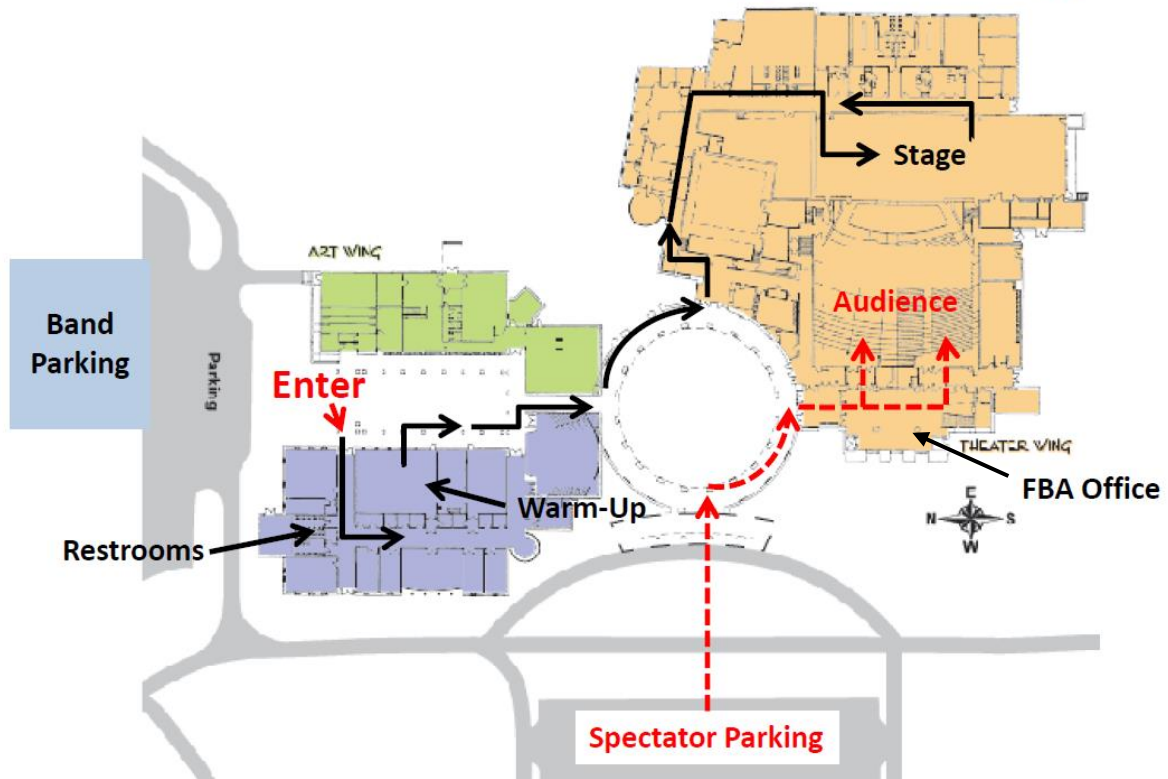 Stage
ART WING
Band
Parking
Parking
Audience
Enter
THEATER WING
FBA Office
Warm-Up
Restrooms
E
N
S
W
Spectator Parking